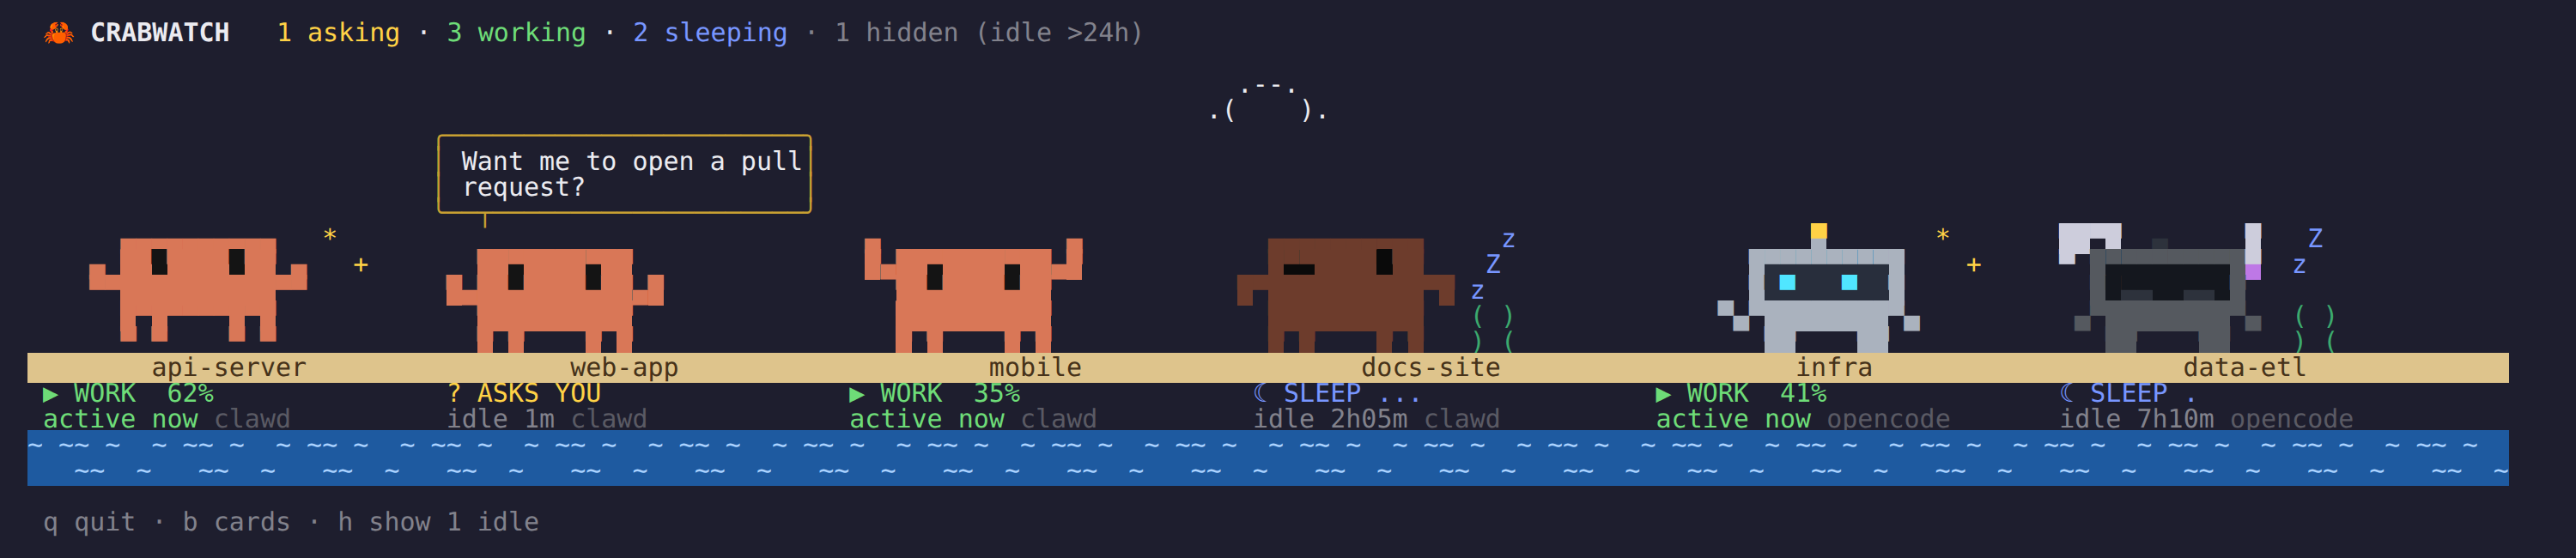 🦀 CRABWATCH   1 asking · 3 working · 2 sleeping · 1 hidden (idle >24h)
.--.
.(    ).
Want me to open a pull
request?
* z * Z
+ Z + z
z
( ) ( )
) ( ) (
api-server web-app mobile docs-site infra data-etl
▶ WORK  62% ? ASKS YOU ▶ WORK  35% ☾ SLEEP ... ▶ WORK  41% ☾ SLEEP .
active now clawd idle 1m clawd active now clawd idle 2h05m clawd active now opencode idle 7h10m opencode
~ ~~ ~  ~ ~~ ~  ~ ~~ ~  ~ ~~ ~  ~ ~~ ~  ~ ~~ ~  ~ ~~ ~  ~ ~~ ~  ~ ~~ ~  ~ ~~ ~  ~ ~~ ~  ~ ~~ ~  ~ ~~ ~  ~ ~~ ~  ~ ~~ ~  ~ ~~ ~  ~ ~~ ~  ~ ~~ ~  ~ ~~ ~  ~ ~~ ~
~~  ~   ~~  ~   ~~  ~   ~~  ~   ~~  ~   ~~  ~   ~~  ~   ~~  ~   ~~  ~   ~~  ~   ~~  ~   ~~  ~   ~~  ~   ~~  ~   ~~  ~   ~~  ~   ~~  ~   ~~  ~   ~~  ~   ~~  ~
q quit · b cards · h show 1 idle